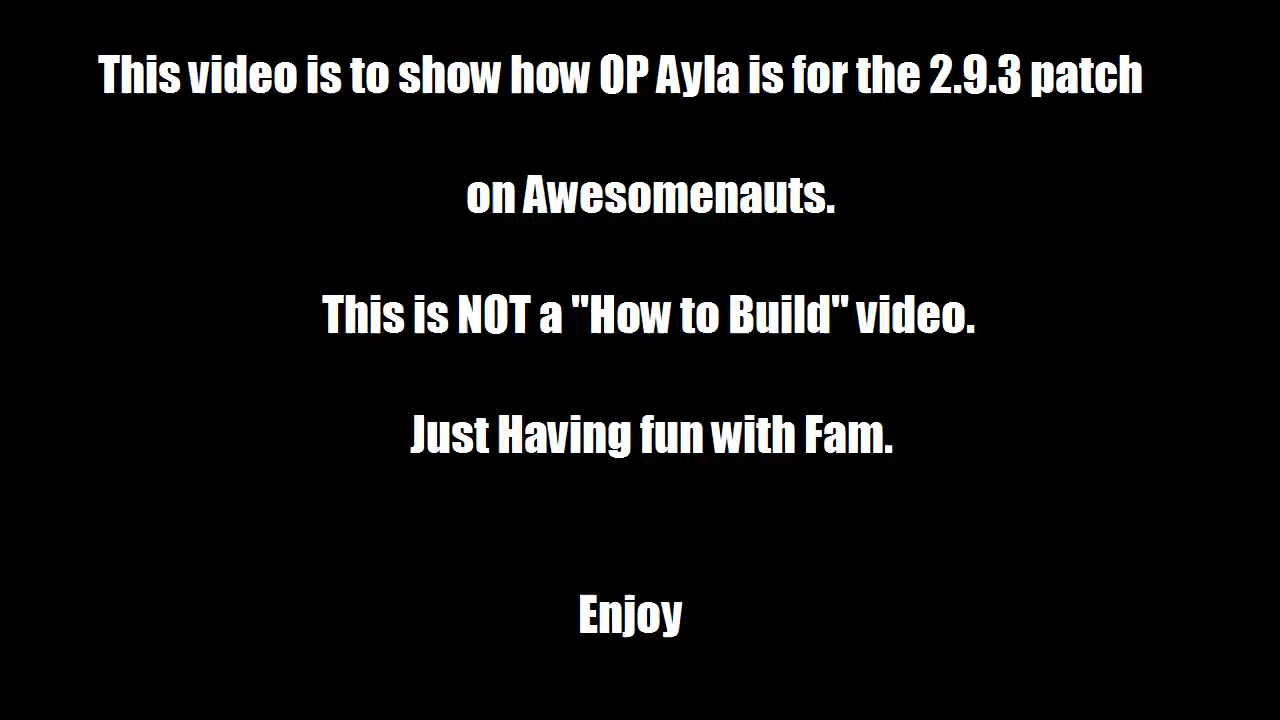 This video is to show how OP Ayla is for the 2.9.3 patch
on Awesomenauts.
This is NOT a "How to Build" video.
Just Having fun with Fam.
Enjoy